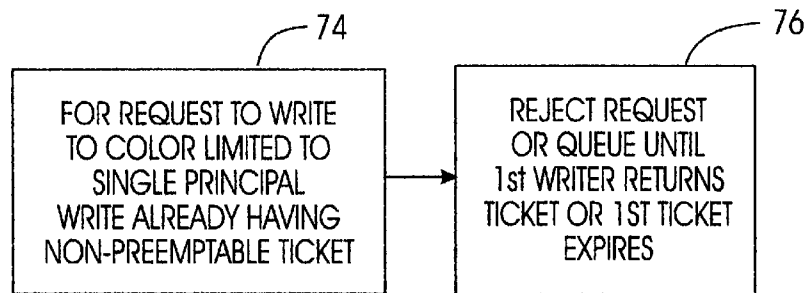 74
FOR REQUEST TO WRITE
TO COLOR LIMITED TO
SINGLE PRINCIPAL
WRITE ALREADY HAVING
NON-PREEMPTABLE TICKET
76
REJECT REQUEST
OR QUEUE UNTIL
1st WRITER RETURNS
TICKET OR 1ST TICKET
EXPIRES